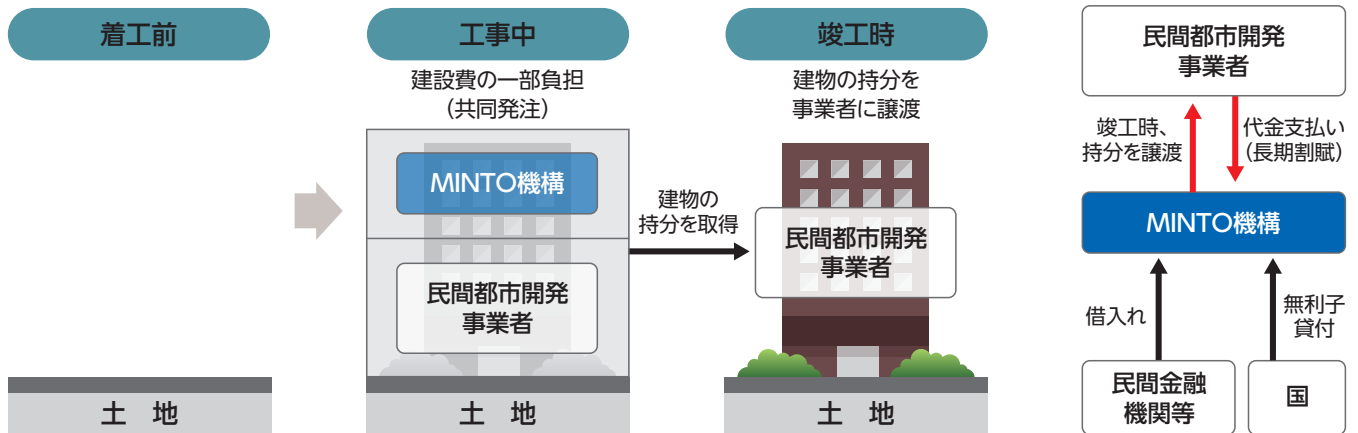 着工前
土 地
工事中
建設費の一部負担
(共同発注)
MINTO機構
民間都市開発
事業者
土 地
建物の
持分を取得
竣工時
建物の持分を
事業者に譲渡
民間都市開発
事業者
土 地
民間都市開発
事業者
竣工時、
持分を譲渡
代金支払い
(長期割賦)
MINTO機構
借入れ
無利子
貸付
民間金融
機関等
国